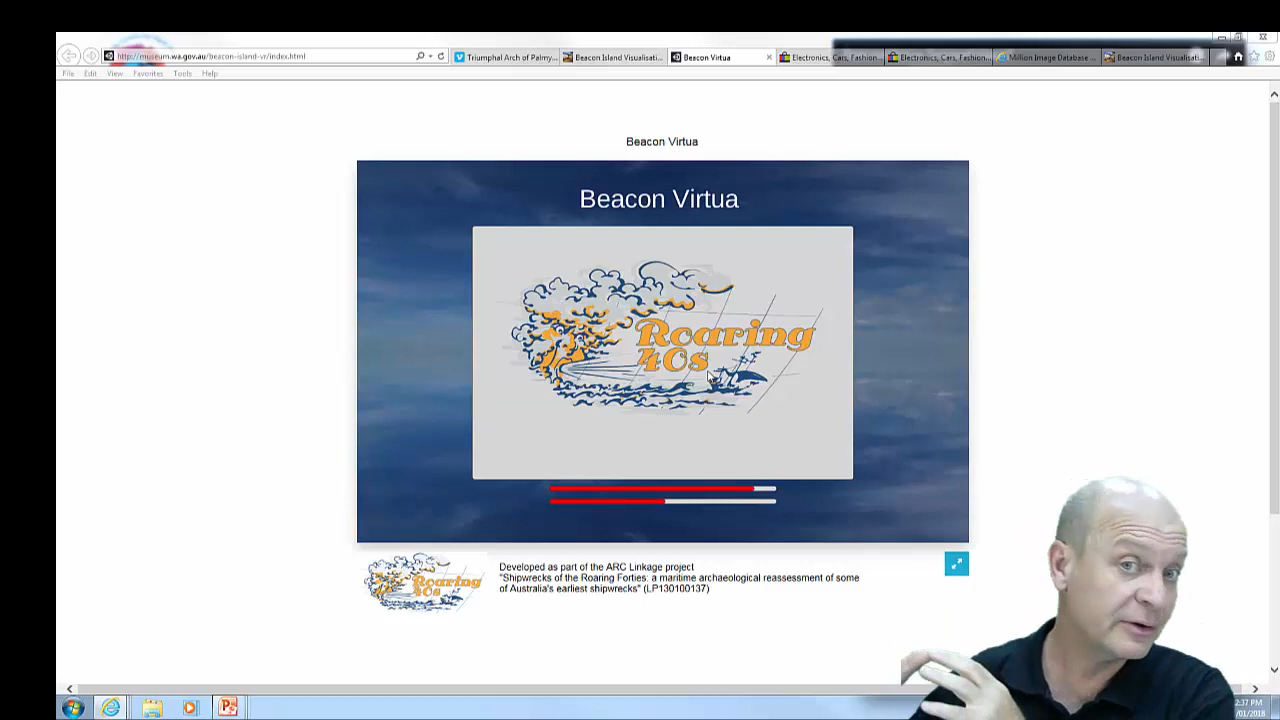 http://museum.wa.gov.au/beacon-island-vr/index.html
Triumphal Arch of Palmy...
Beacon Island Visualisati...
Beacon Virtua
Electronics, Cars, Fashion...
Electronics, Cars, Fashion...
Million Image Database ...
Beacon Island Visualisati...
File Edit View Favorites Tools Help
Beacon Virtua
Beacon Virtua
Roaring
40s
Roaring
40s
Developed as part of the ARC Linkage project
"Shipwrecks of the Roaring Forties: a maritime archaeological reassessment of some
of Australia's earliest shipwrecks" (LP130100137)
2:37 PM
/01/2018